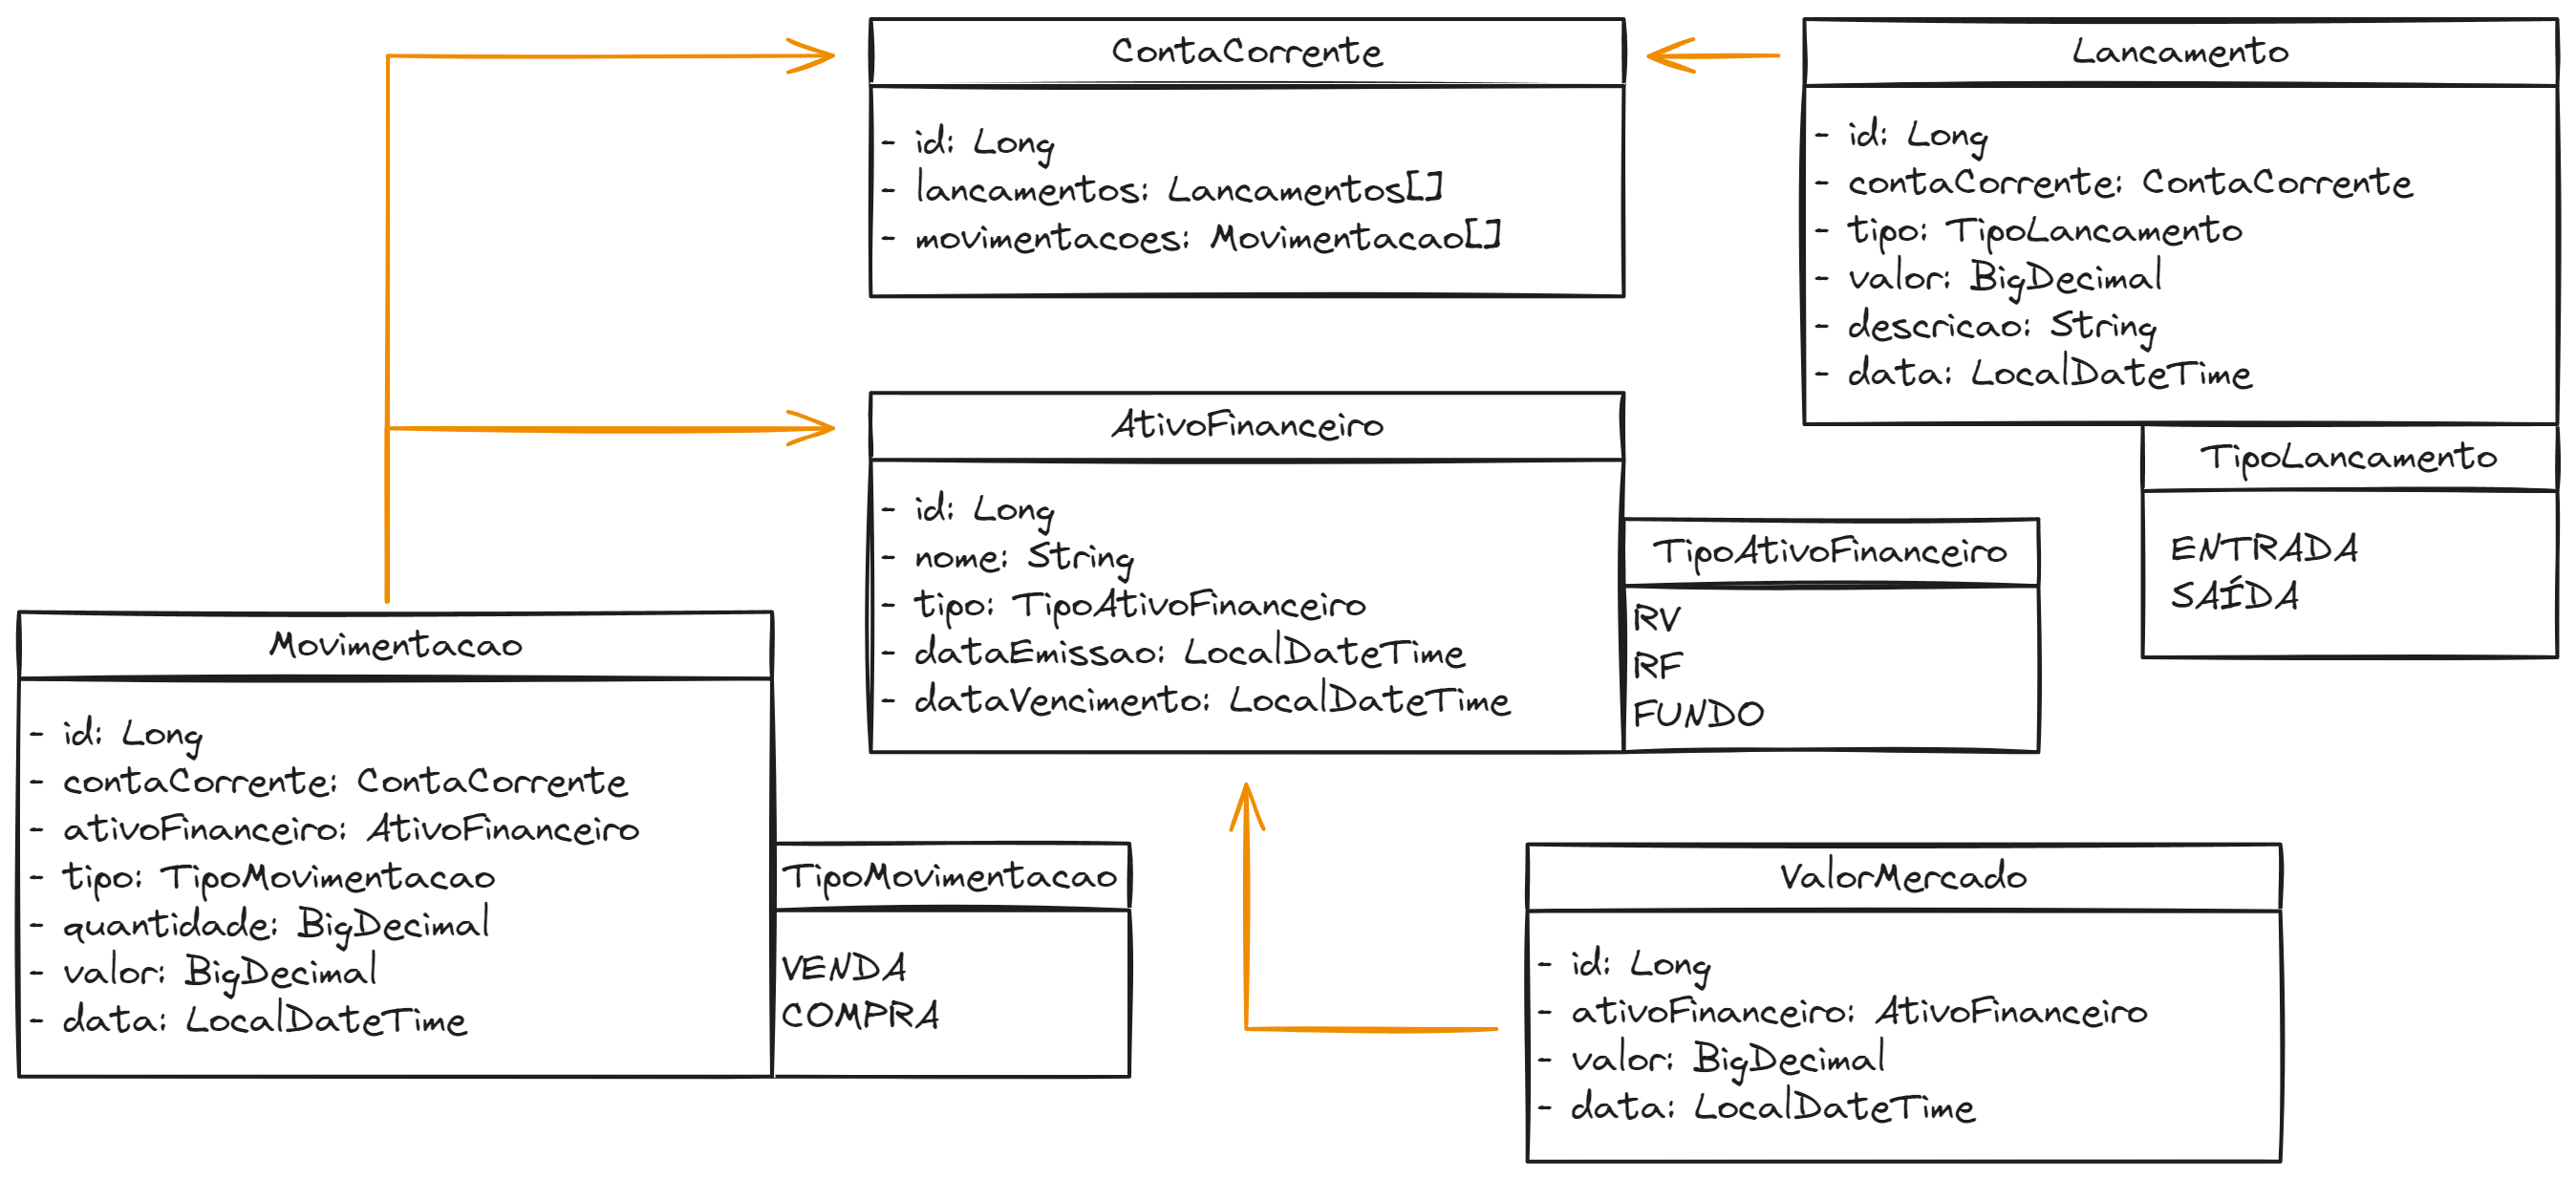 ContaCorrente
- id: Long
- lancamentos: Lancamentos[]
- movimentacoes: Movimentacao[]
Lancamento
- id: Long
- contaCorrente: ContaCorrente
- tipo: TipoLancamento
- valor: BigDecimal
- descricao: String
- data: LocalDateTime
TipoLancamento
ENTRADA
SAÍDA
AtivoFinanceiro
- id: Long
- nome: String
- tipo: TipoAtivoFinanceiro
- dataEmissao: LocalDateTime
- dataVencimento: LocalDateTime
TipoAtivoFinanceiro
RV
RF
FUNDO
Movimentacao
- id: Long
- contaCorrente: ContaCorrente
- ativoFinanceiro: AtivoFinanceiro
- tipo: TipoMovimentacao
- quantidade: BigDecimal
- valor: BigDecimal
- data: LocalDateTime
TipoMovimentacao
VENDA
COMPRA
ValorMercado
- id: Long
- ativoFinanceiro: AtivoFinanceiro
- valor: BigDecimal
- data: LocalDateTime